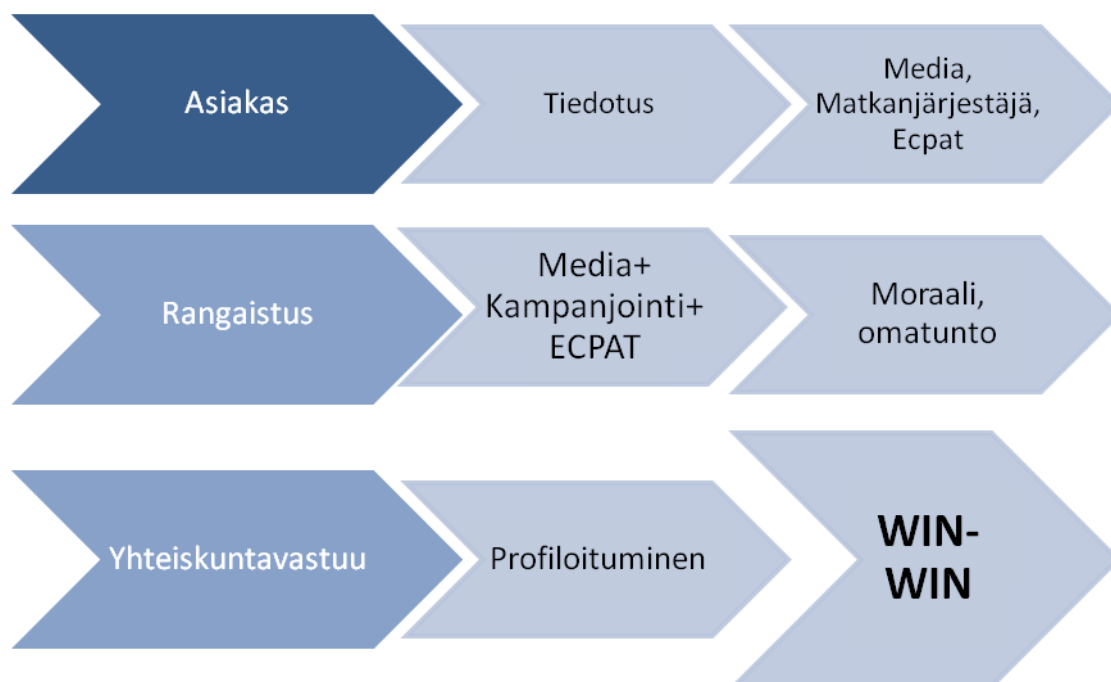 Asiakas
Tiedotus
Media,
Matkanjärjestäjä,
Ecpat
Rangaistus
Media+
Kampanjointi+
ECPAT
Moraali,
omatunto
Yhteiskuntavastuu
Profiloituminen
WIN-
WIN